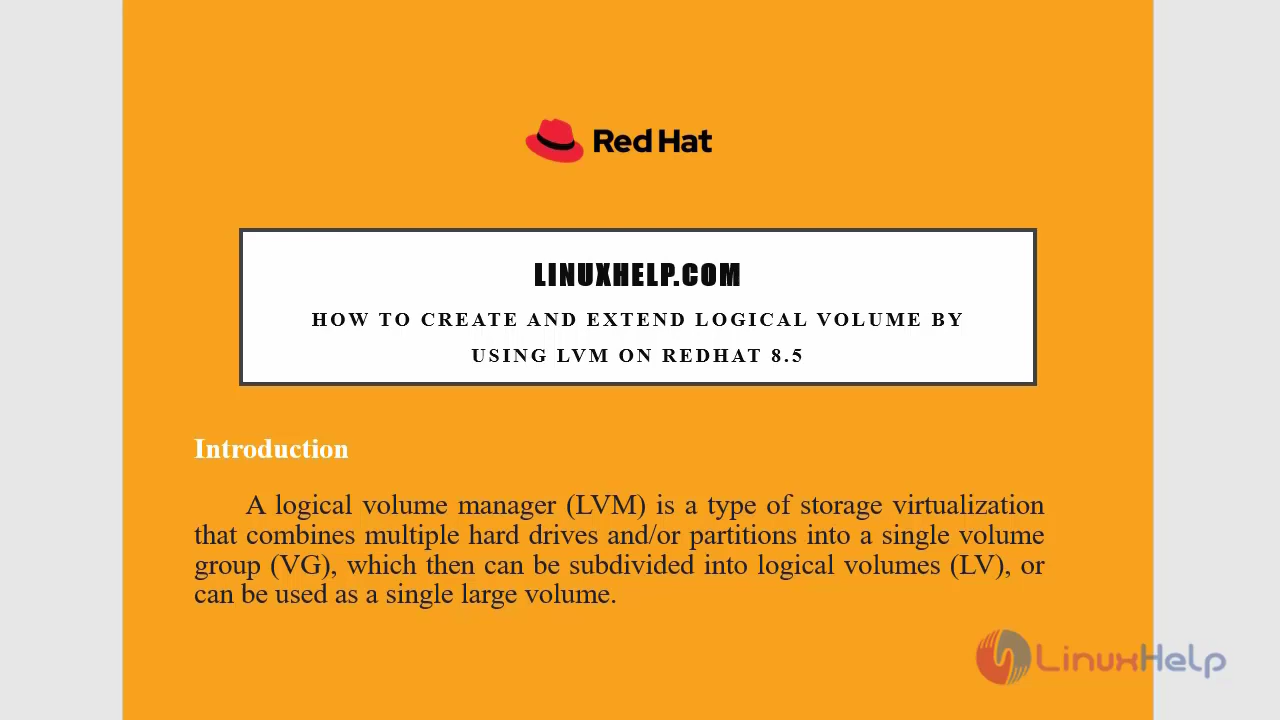 Red Hat
LINUXHELP.COM
HOW TO CREATE AND EXTEND LOGICAL VOLUME BY
USING LVM ON REDHAT 8.5
Introduction
A logical volume manager (LVM) is a type of storage virtualization
that combines multiple hard drives and/or partitions into a single volume
group (VG), which then can be subdivided into logical volumes (LV), or
can be used as a single large volume.
LinuxHelp